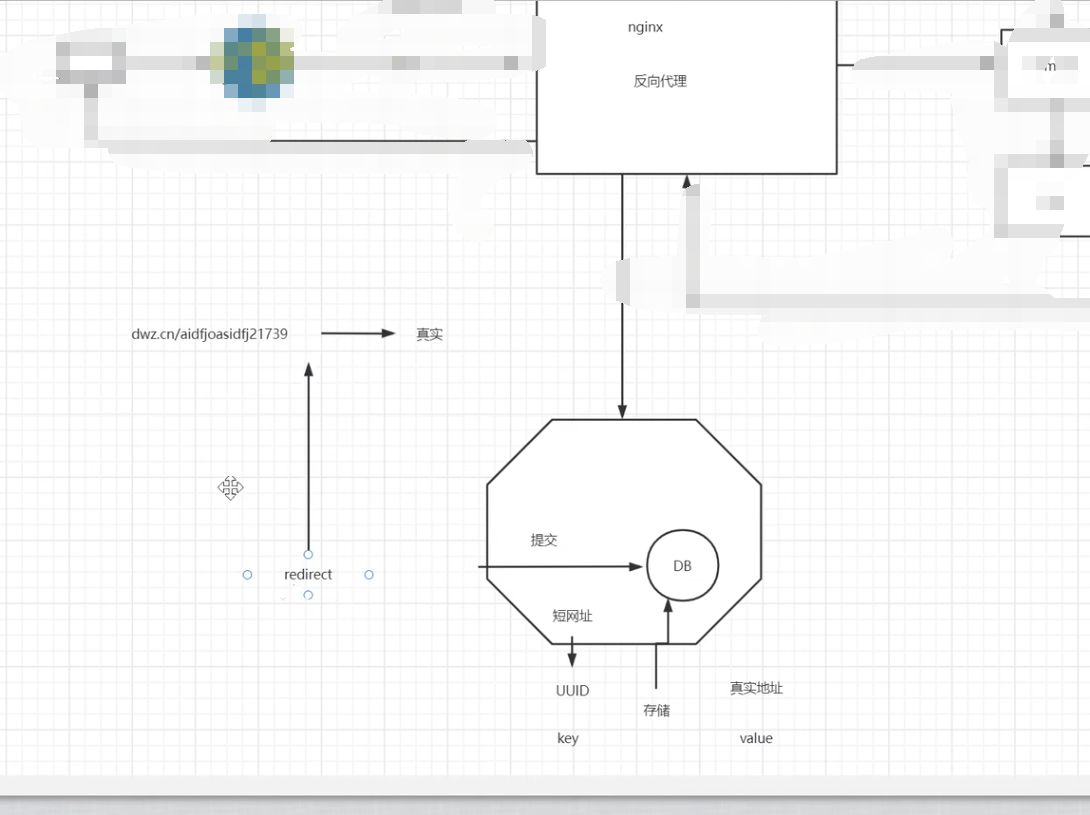 nginx
反向代理
m
dwz.cn/aidfjoasidfj21739
真实
提交
DB
redirect
短网址
UUID
真实地址
存储
key
value